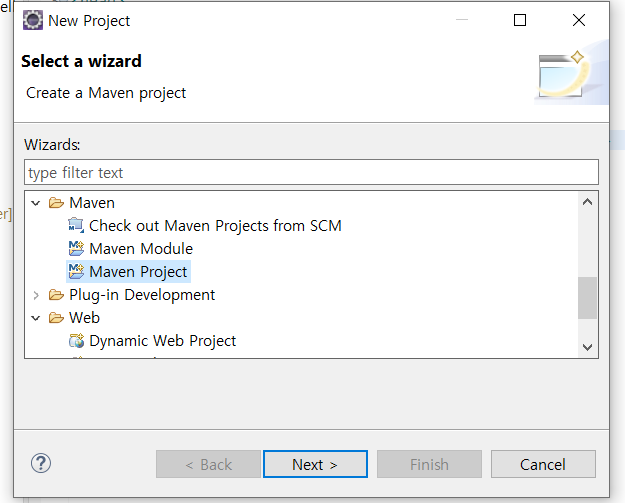 New Project
Select a wizard
Create a Maven project
Wizards:
type filter text
Maven
Check out Maven Projects from SCM
Maven Module
Maven Project
Plug-in Development
Web
Dynamic Web Project
? < Back Next > Finish Cancel